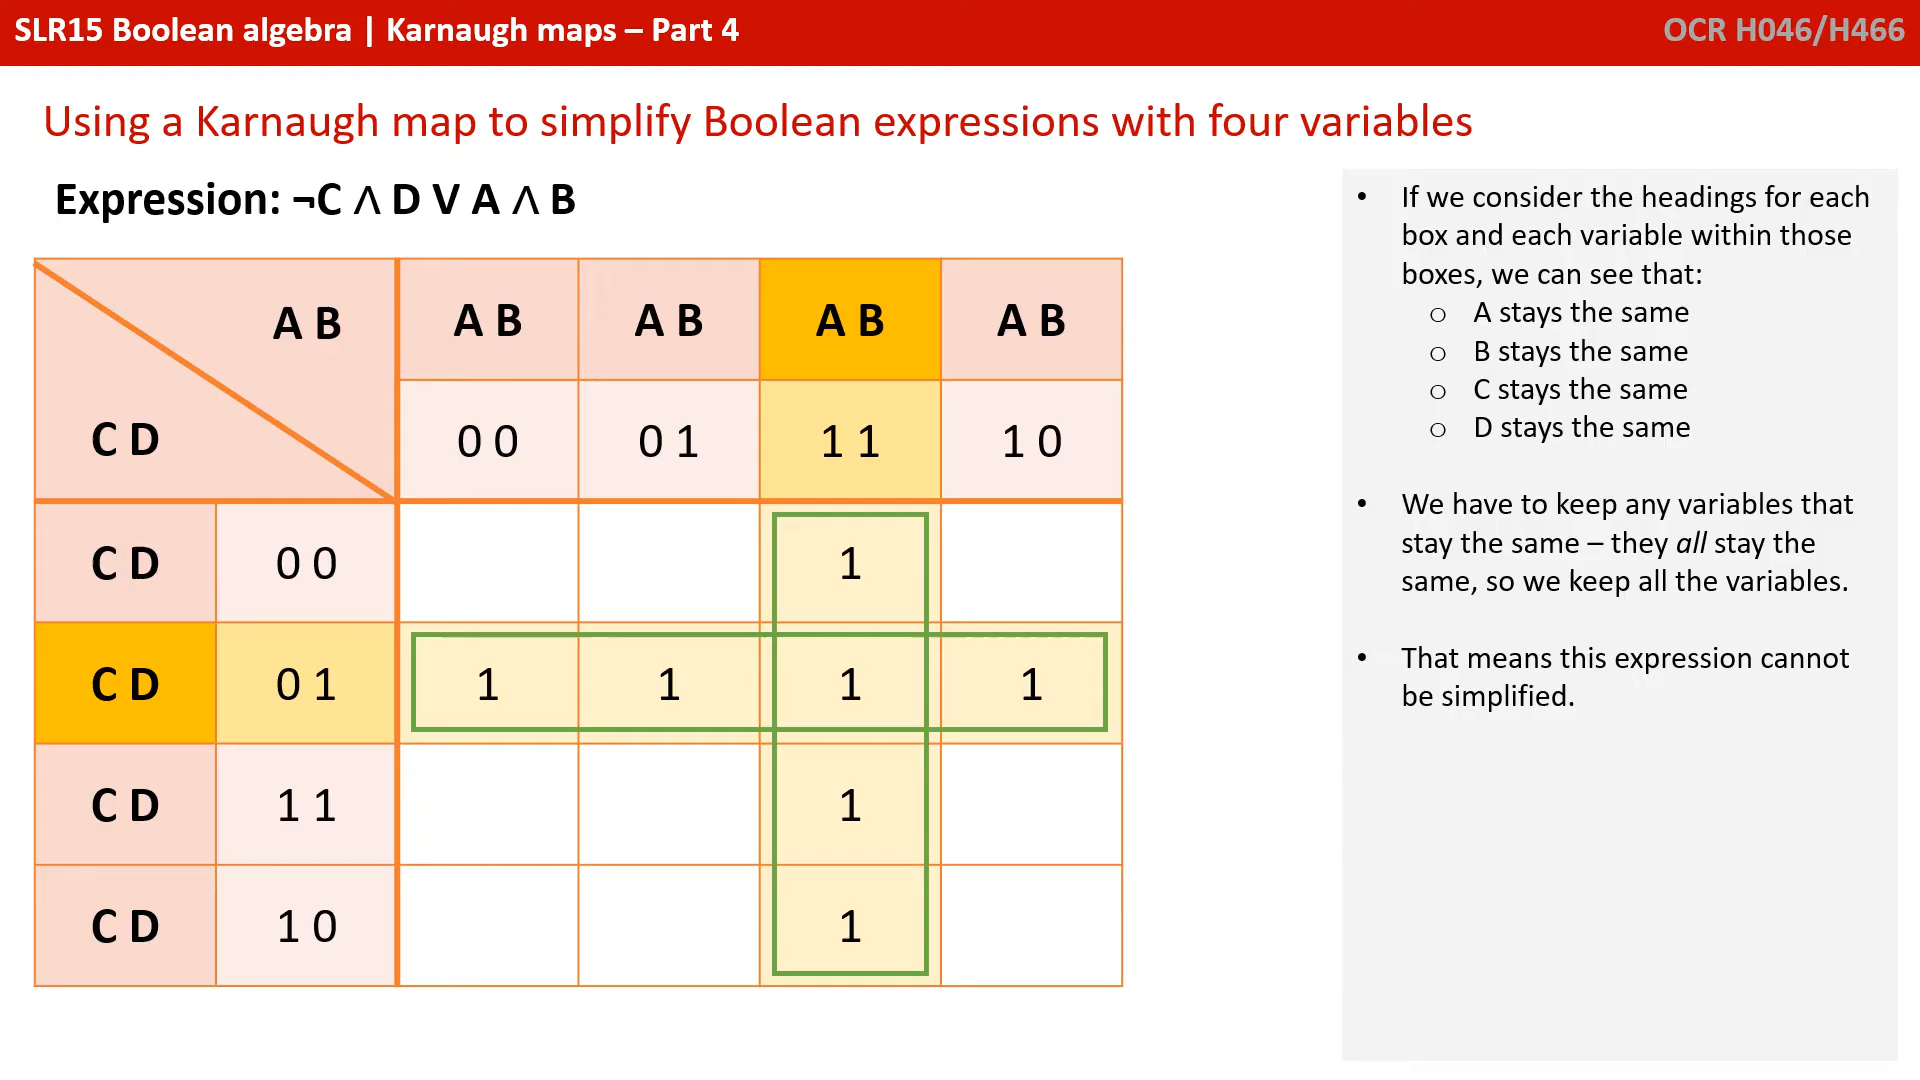 SLR15 Boolean algebra | Karnaugh maps – Part 4
OCR H046/H466
Using a Karnaugh map to simplify Boolean expressions with four variables
Expression: ¬C ∧ D V A ∧ B
A B
C D
A B A B A B A B
0 0 0 1 1 1 1 0
C D 0 0 1
C D 0 1 1 1 1 1
C D 1 1 1
C D 1 0 1
• If we consider the headings for each
box and each variable within those
boxes, we can see that:
o A stays the same
o B stays the same
o C stays the same
o D stays the same
• We have to keep any variables that
stay the same – they all stay the
same, so we keep all the variables.
• That means this expression cannot
be simplified.